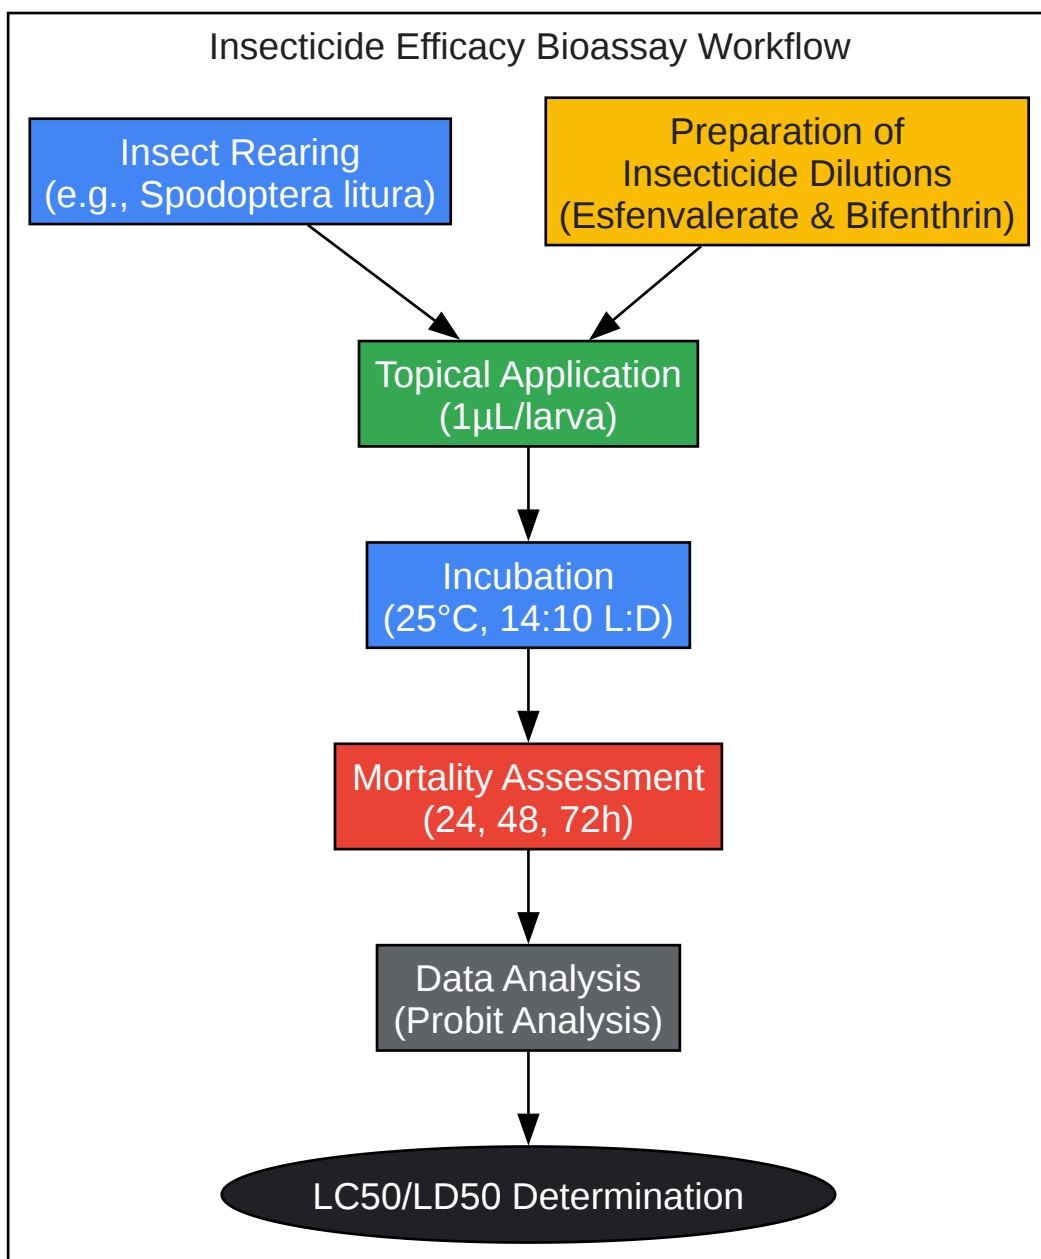 Insecticide Efficacy Bioassay Workflow
Insect Rearing
(e.g., Spodoptera litura)
Preparation of
Insecticide Dilutions
(Esfenvalerate & Bifenthrin)
Topical Application
(1µL/larva)
Incubation
(25°C, 14:10 L:D)
Mortality Assessment
(24, 48, 72h)
Data Analysis
(Probit Analysis)
LC50/LD50 Determination